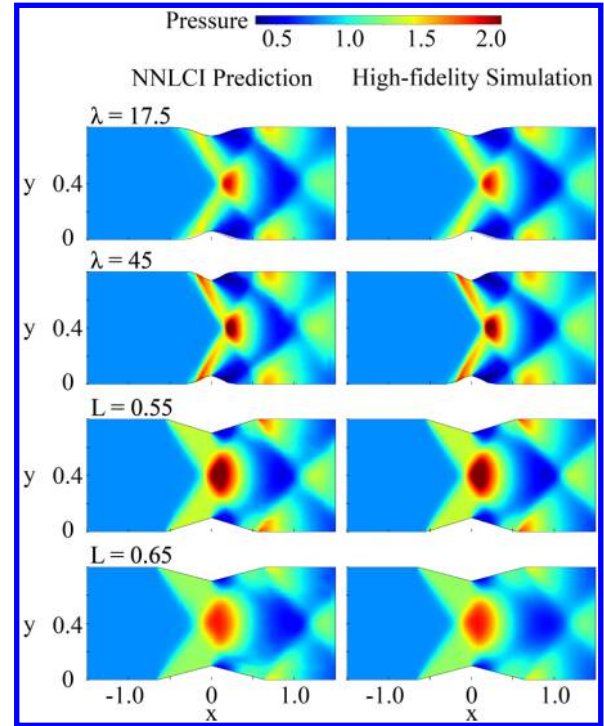 Pressure 0.5 1.0 1.5 2.0
NNLCI Prediction High-fidelity Simulation
λ = 17.5
y 0.4
0
λ = 45
y 0.4
0
L = 0.55
y 0.4
0
L = 0.65
y 0.4
0
-1.0 0 1.0 -1.0 0 1.0
x x